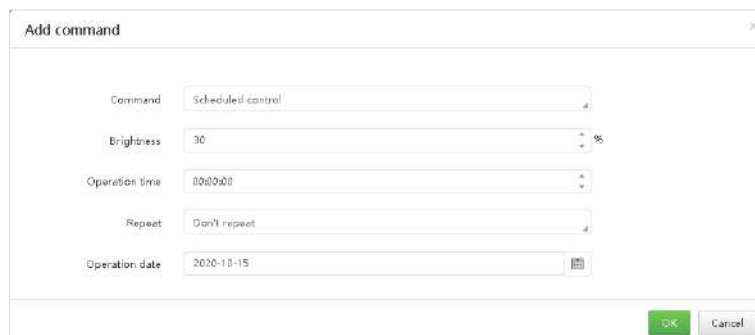 Add command
Command Scheduled control
Brightness 30 %
Operation time 00:00:00
Repeat Don't repeat
Operation date 2020-10-15
OK Cancel